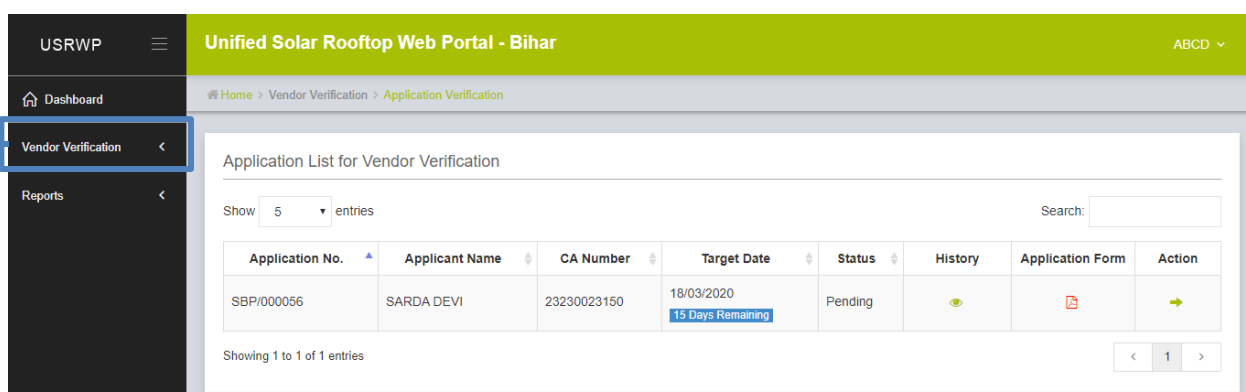 USRWP
Unified Solar Rooftop Web Portal - Bihar
ABCD
Dashboard
Home > Vendor Verification > Application Verification
Vendor Verification
Reports
Application List for Vendor Verification
Show 5 entries
Search:
Application No. Applicant Name CA Number Target Date Status History Application Form Action
SBP/000056 SARDA DEVI 23230023150 18/03/2020 Pending
15 Days Remaining
Showing 1 to 1 of 1 entries
< 1 >